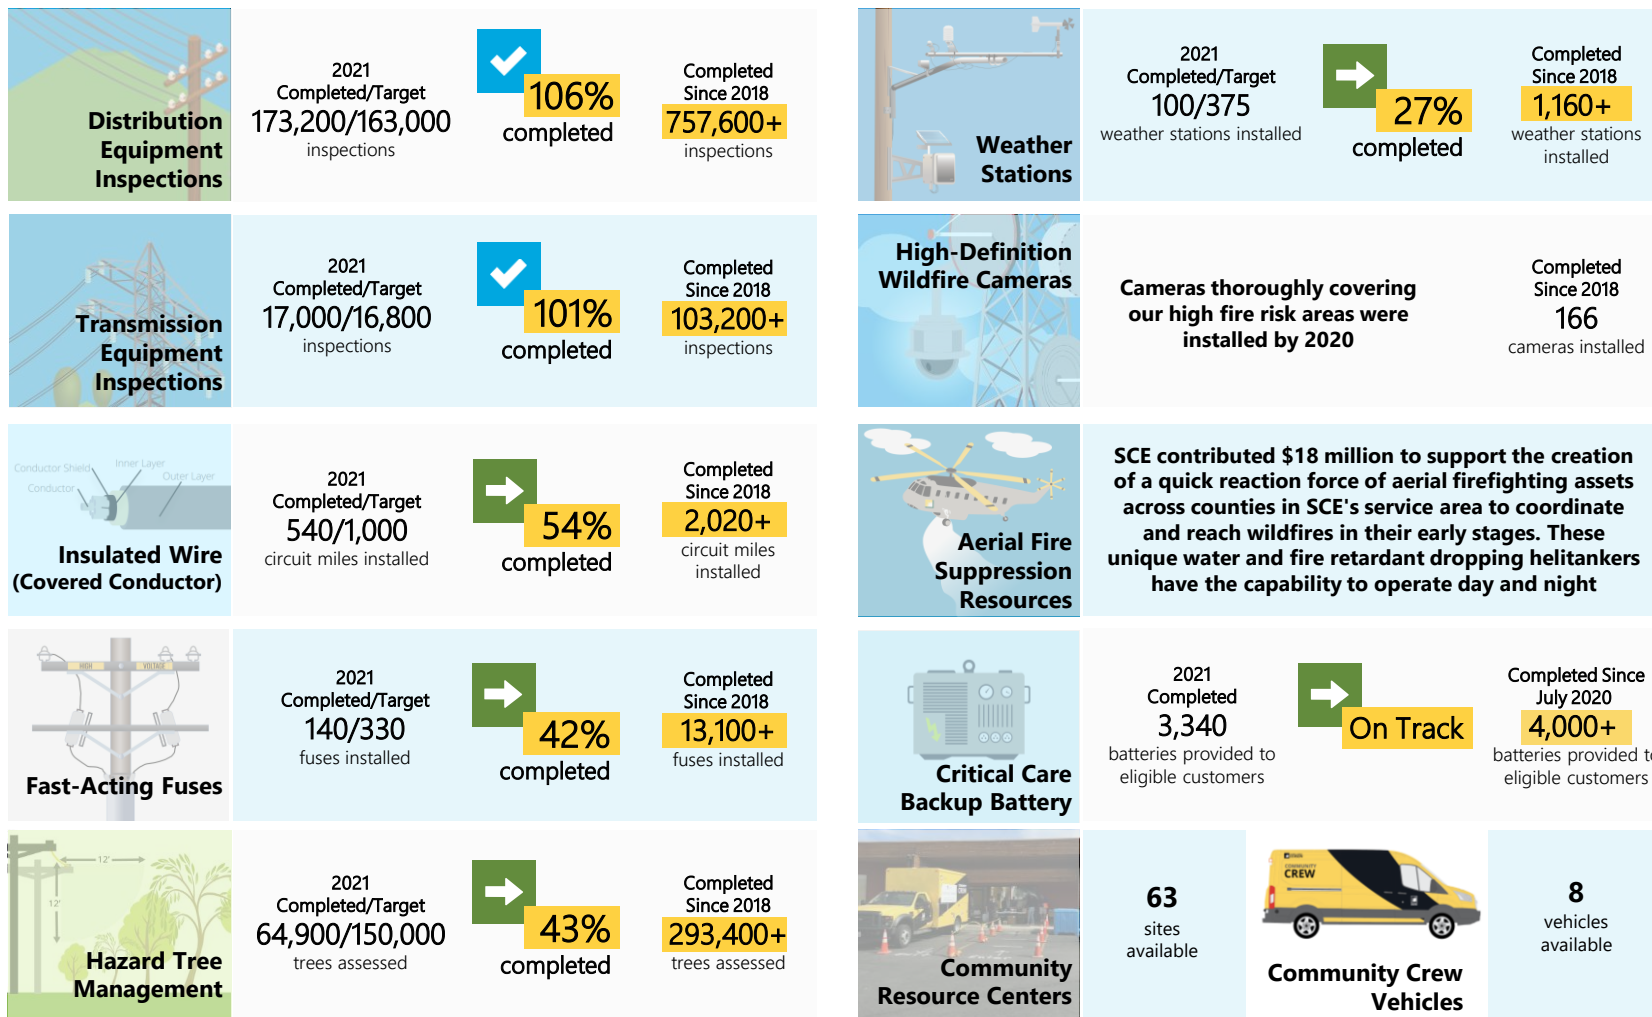 Distribution
Equipment
Inspections
2021
Completed/Target
173,200/163,000
inspections
106%
completed
Completed
Since 2018
757,600+
inspections
Transmission
Equipment
Inspections
2021
Completed/Target
17,000/16,800
inspections
101%
completed
Completed
Since 2018
103,200+
inspections
Conductor Shield
Inner Layer
Conductor
Outer Layer
Insulated Wire
(Covered Conductor)
2021
Completed/Target
540/1,000
circuit miles installed
54%
completed
Completed
Since 2018
2,020+
circuit miles
installed
HIGH
VOLTAGE
Fast-Acting Fuses
2021
Completed/Target
140/330
fuses installed
42%
completed
Completed
Since 2018
13,100+
fuses installed
12'
12'
Hazard Tree
Management
2021
Completed/Target
64,900/150,000
trees assessed
43%
completed
Completed
Since 2018
293,400+
trees assessed
Weather
Stations
2021
Completed/Target
100/375
weather stations installed
27%
completed
Completed
Since 2018
1,160+
weather stations
installed
High-Definition
Wildfire Cameras
Cameras thoroughly covering
our high fire risk areas were
installed by 2020
Completed
Since 2018
166
cameras installed
Aerial Fire
Suppression
Resources
SCE contributed $18 million to support the creation
of a quick reaction force of aerial firefighting assets
across counties in SCE's service area to coordinate
and reach wildfires in their early stages. These
unique water and fire retardant dropping helitankers
have the capability to operate day and night
Critical Care
Backup Battery
2021
Completed
3,340
batteries provided to
eligible customers
On Track
Completed Since
July 2020
4,000+
batteries provided to
eligible customers
Community
Resource Centers
63
sites
available
COMMUNITY
CREW
Community Crew
Vehicles
8
vehicles
available